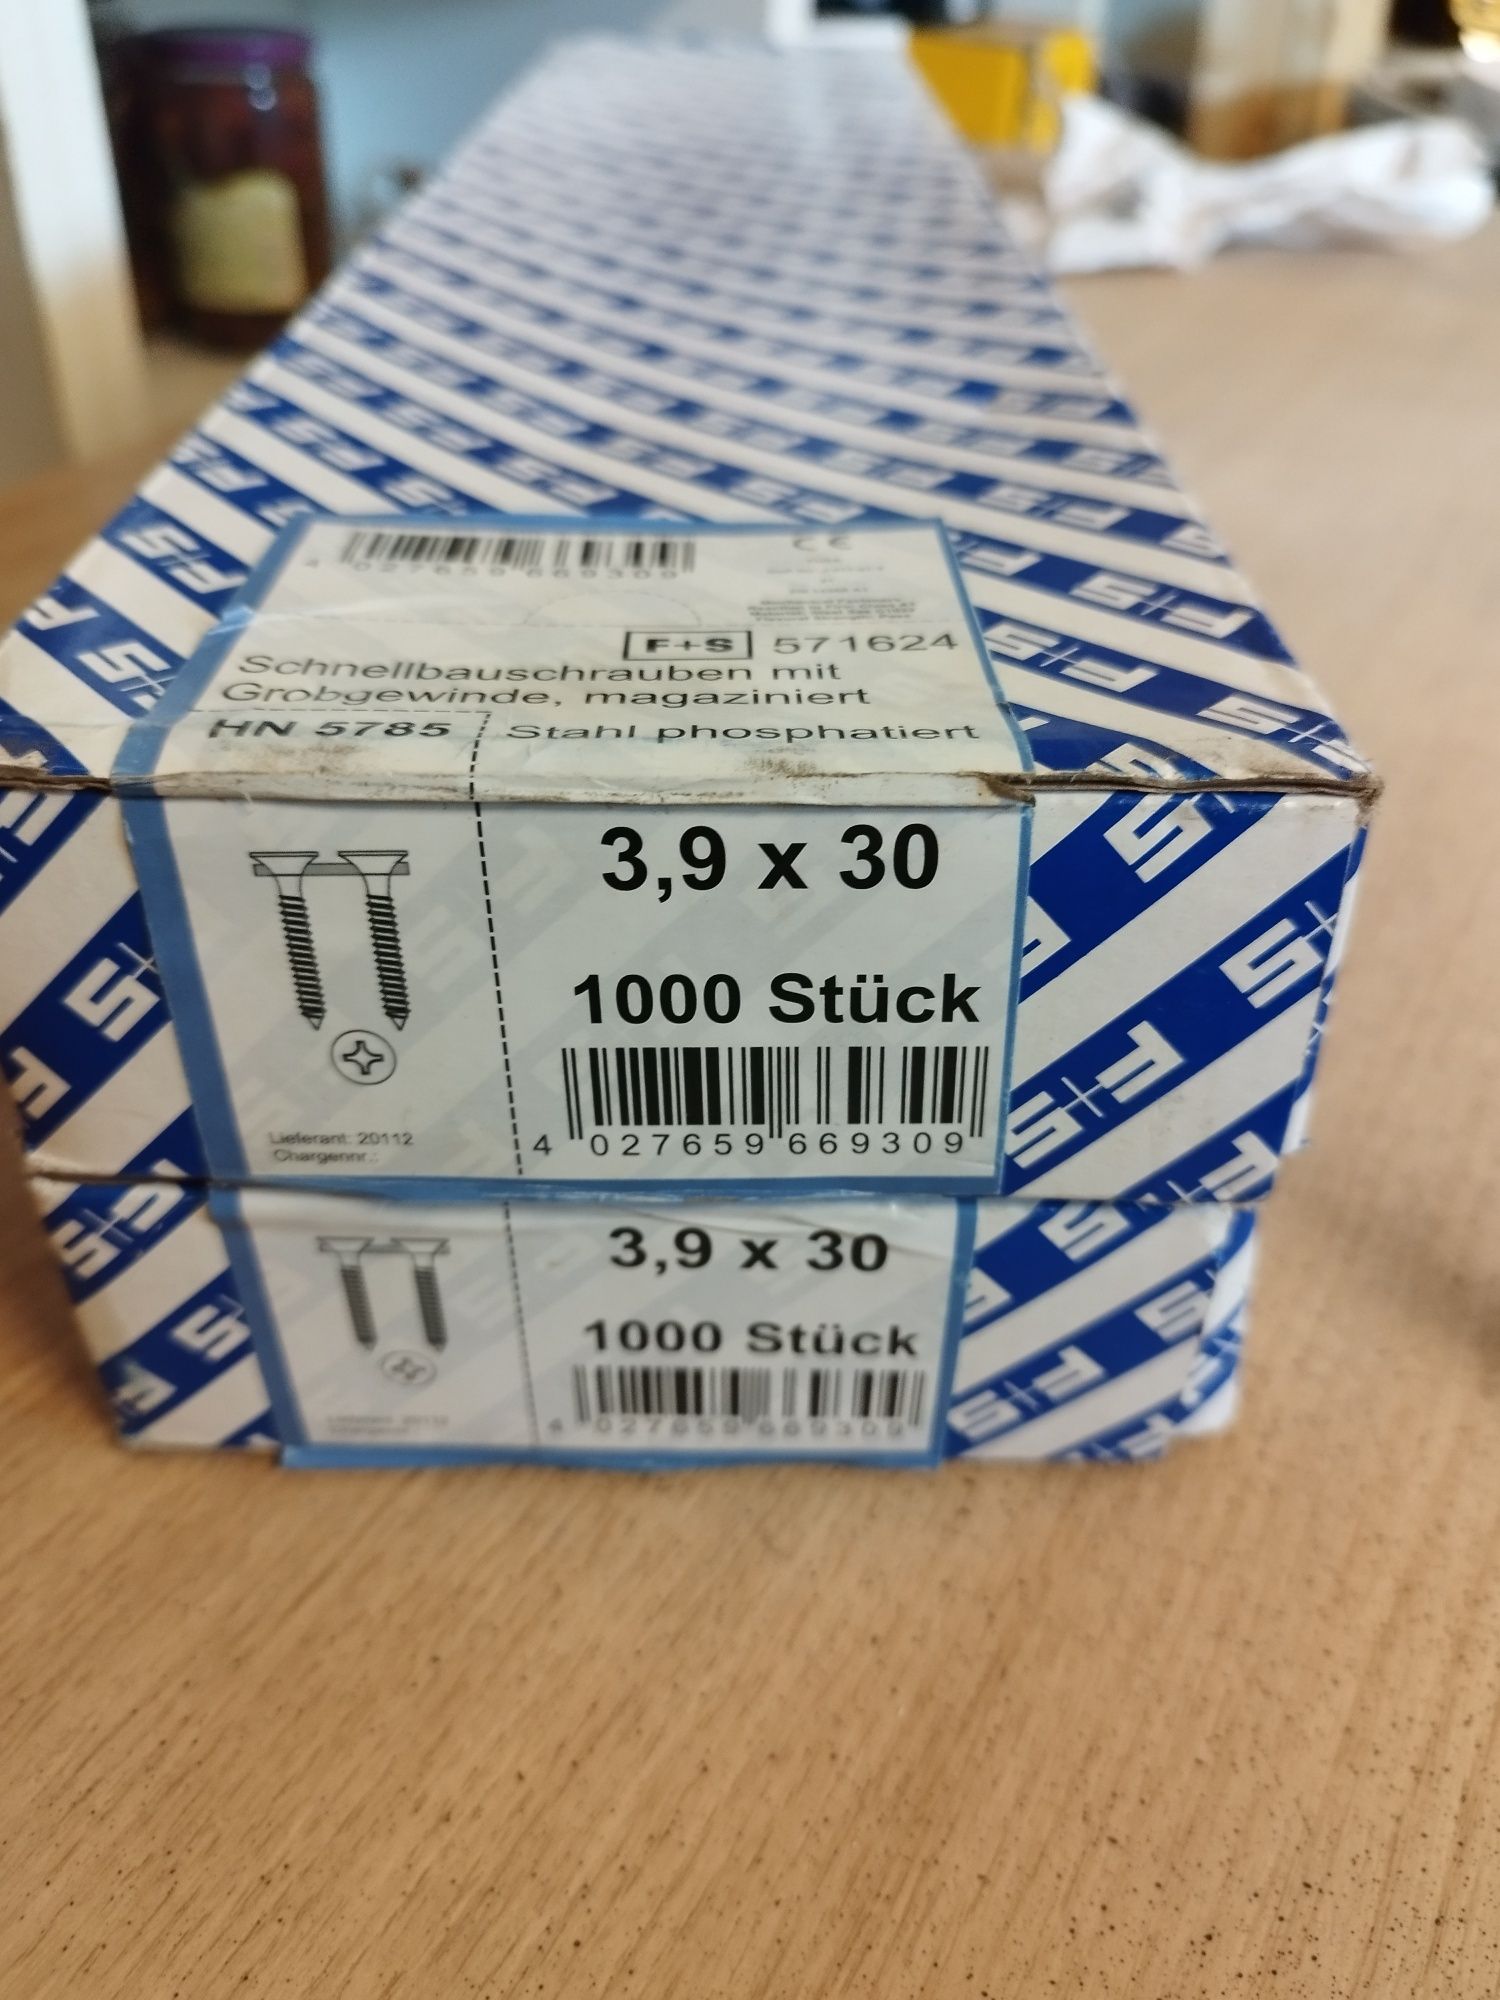 4 027659 669309
CE
F+S 571624
Schnellbauschrauben mit
Grobgewinde, magaziniert
HN 5785 Stahl phosphatiert
3,9 x 30
1000 Stück
4 027659 669309
Lieferant: 20112
Chargennr.:
3,9 x 30
1000 Stück
4 027659 669309